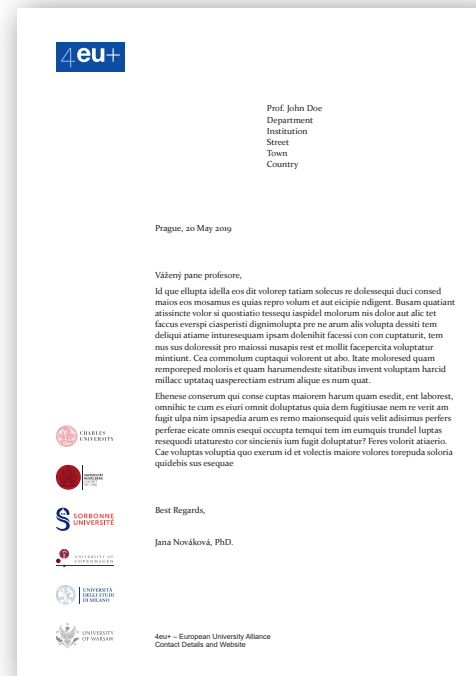 4eu+
Prof. John Doe
Department
Institution
Street
Town
Country
Prague, 20 May 2019
Vážený pane profesore,
Id que ellupta idella eos dit volorep tatiam solecus re dolessequi duci consed
maios eos mosamus es quias repro volum et aut eicipie ndigent. Busam quatiant
atissincte volor si quostiatio tessequ iaspidel molorum nis dolor aut alic tet
faccus everspi ciasperisti dignimolupta pre ne arum alis volupta dessiti tem
deliqui atiame inturesequam ipsam dolenihit facessi con con cuptaturit, tem
nus sus doloressit pro maiossi nusapis rest et mollit facepercita voluptatur
mintiunt. Cea commolum cuptaqui volorent ut abo. Itate moloresed quam
remporeped moloris et quam harumendeste sitatibus invent voluptam harcid
millacc uptataq uasperectiam estrum alique es num quat.
Ehenese conserum qui conse cuptas maiorem harum quam esedit, ent laborest,
omnihic te cum es eiuri omnit doluptatus quia dem fugitiusae nem re verit am
fugit ulpa nim ipsapedia arum es remo maionsequid quis velit adisimus perfers
perferae eicate omnis esequi occupta temqui tem im eumquis trundel luptas
resequodi utaturesto cor sincienis ium fugit doluptatur? Feres volorit atiaerio.
Cae voluptas voluptia quo exerum id et volectis maiore volores torepuda soloria
quidebis sus esequae
CHARLES
UNIVERSITY
UNIVERSITÄT
HEIDELBERG
SORBONNE
UNIVERSITÉ
UNIVERSITY OF
COPENHAGEN
UNIVERSITÀ
DEGLI STUDI
DI MILANO
UNIVERSITY
OF WARSAW
Best Regards,
Jana Nováková, PhD.
4eu+ – European University Alliance
Contact Details and Website